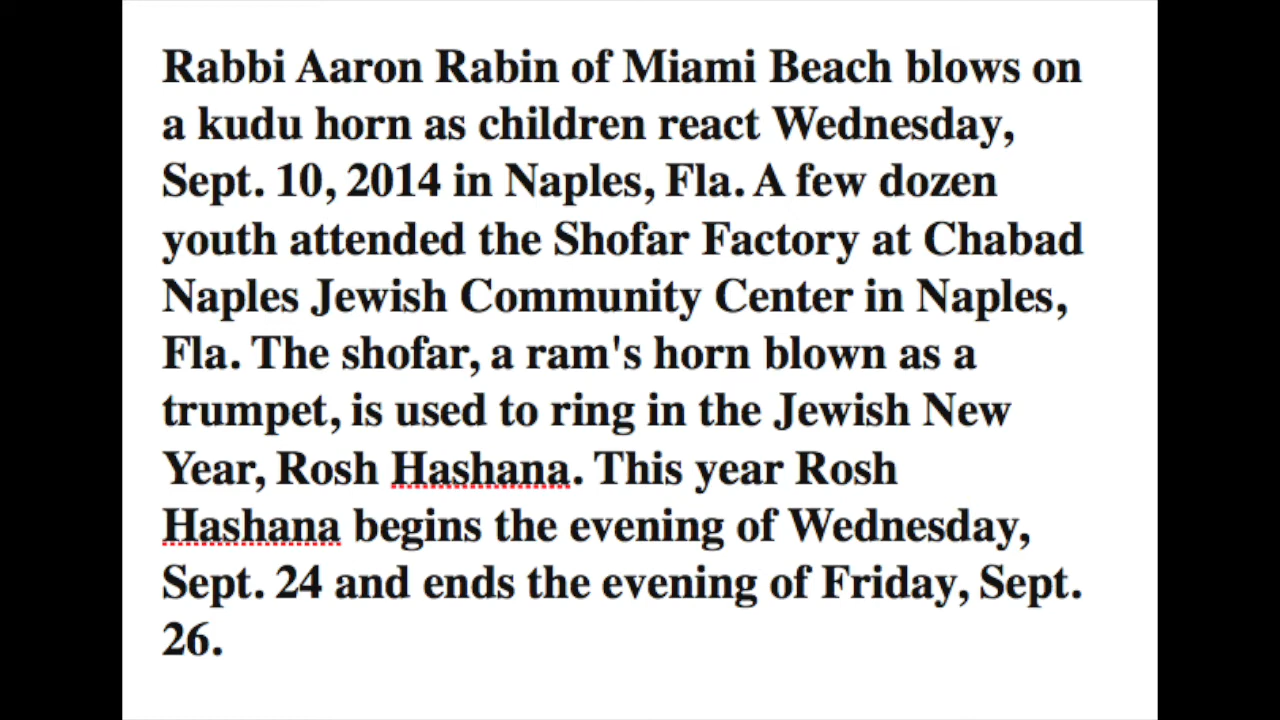 Rabbi Aaron Rabin of Miami Beach blows on
a kudu horn as children react Wednesday,
Sept. 10, 2014 in Naples, Fla. A few dozen
youth attended the Shofar Factory at Chabad
Naples Jewish Community Center in Naples,
Fla. The shofar, a ram's horn blown as a
trumpet, is used to ring in the Jewish New
Year, Rosh Hashana. This year Rosh
Hashana begins the evening of Wednesday,
Sept. 24 and ends the evening of Friday, Sept.
26.